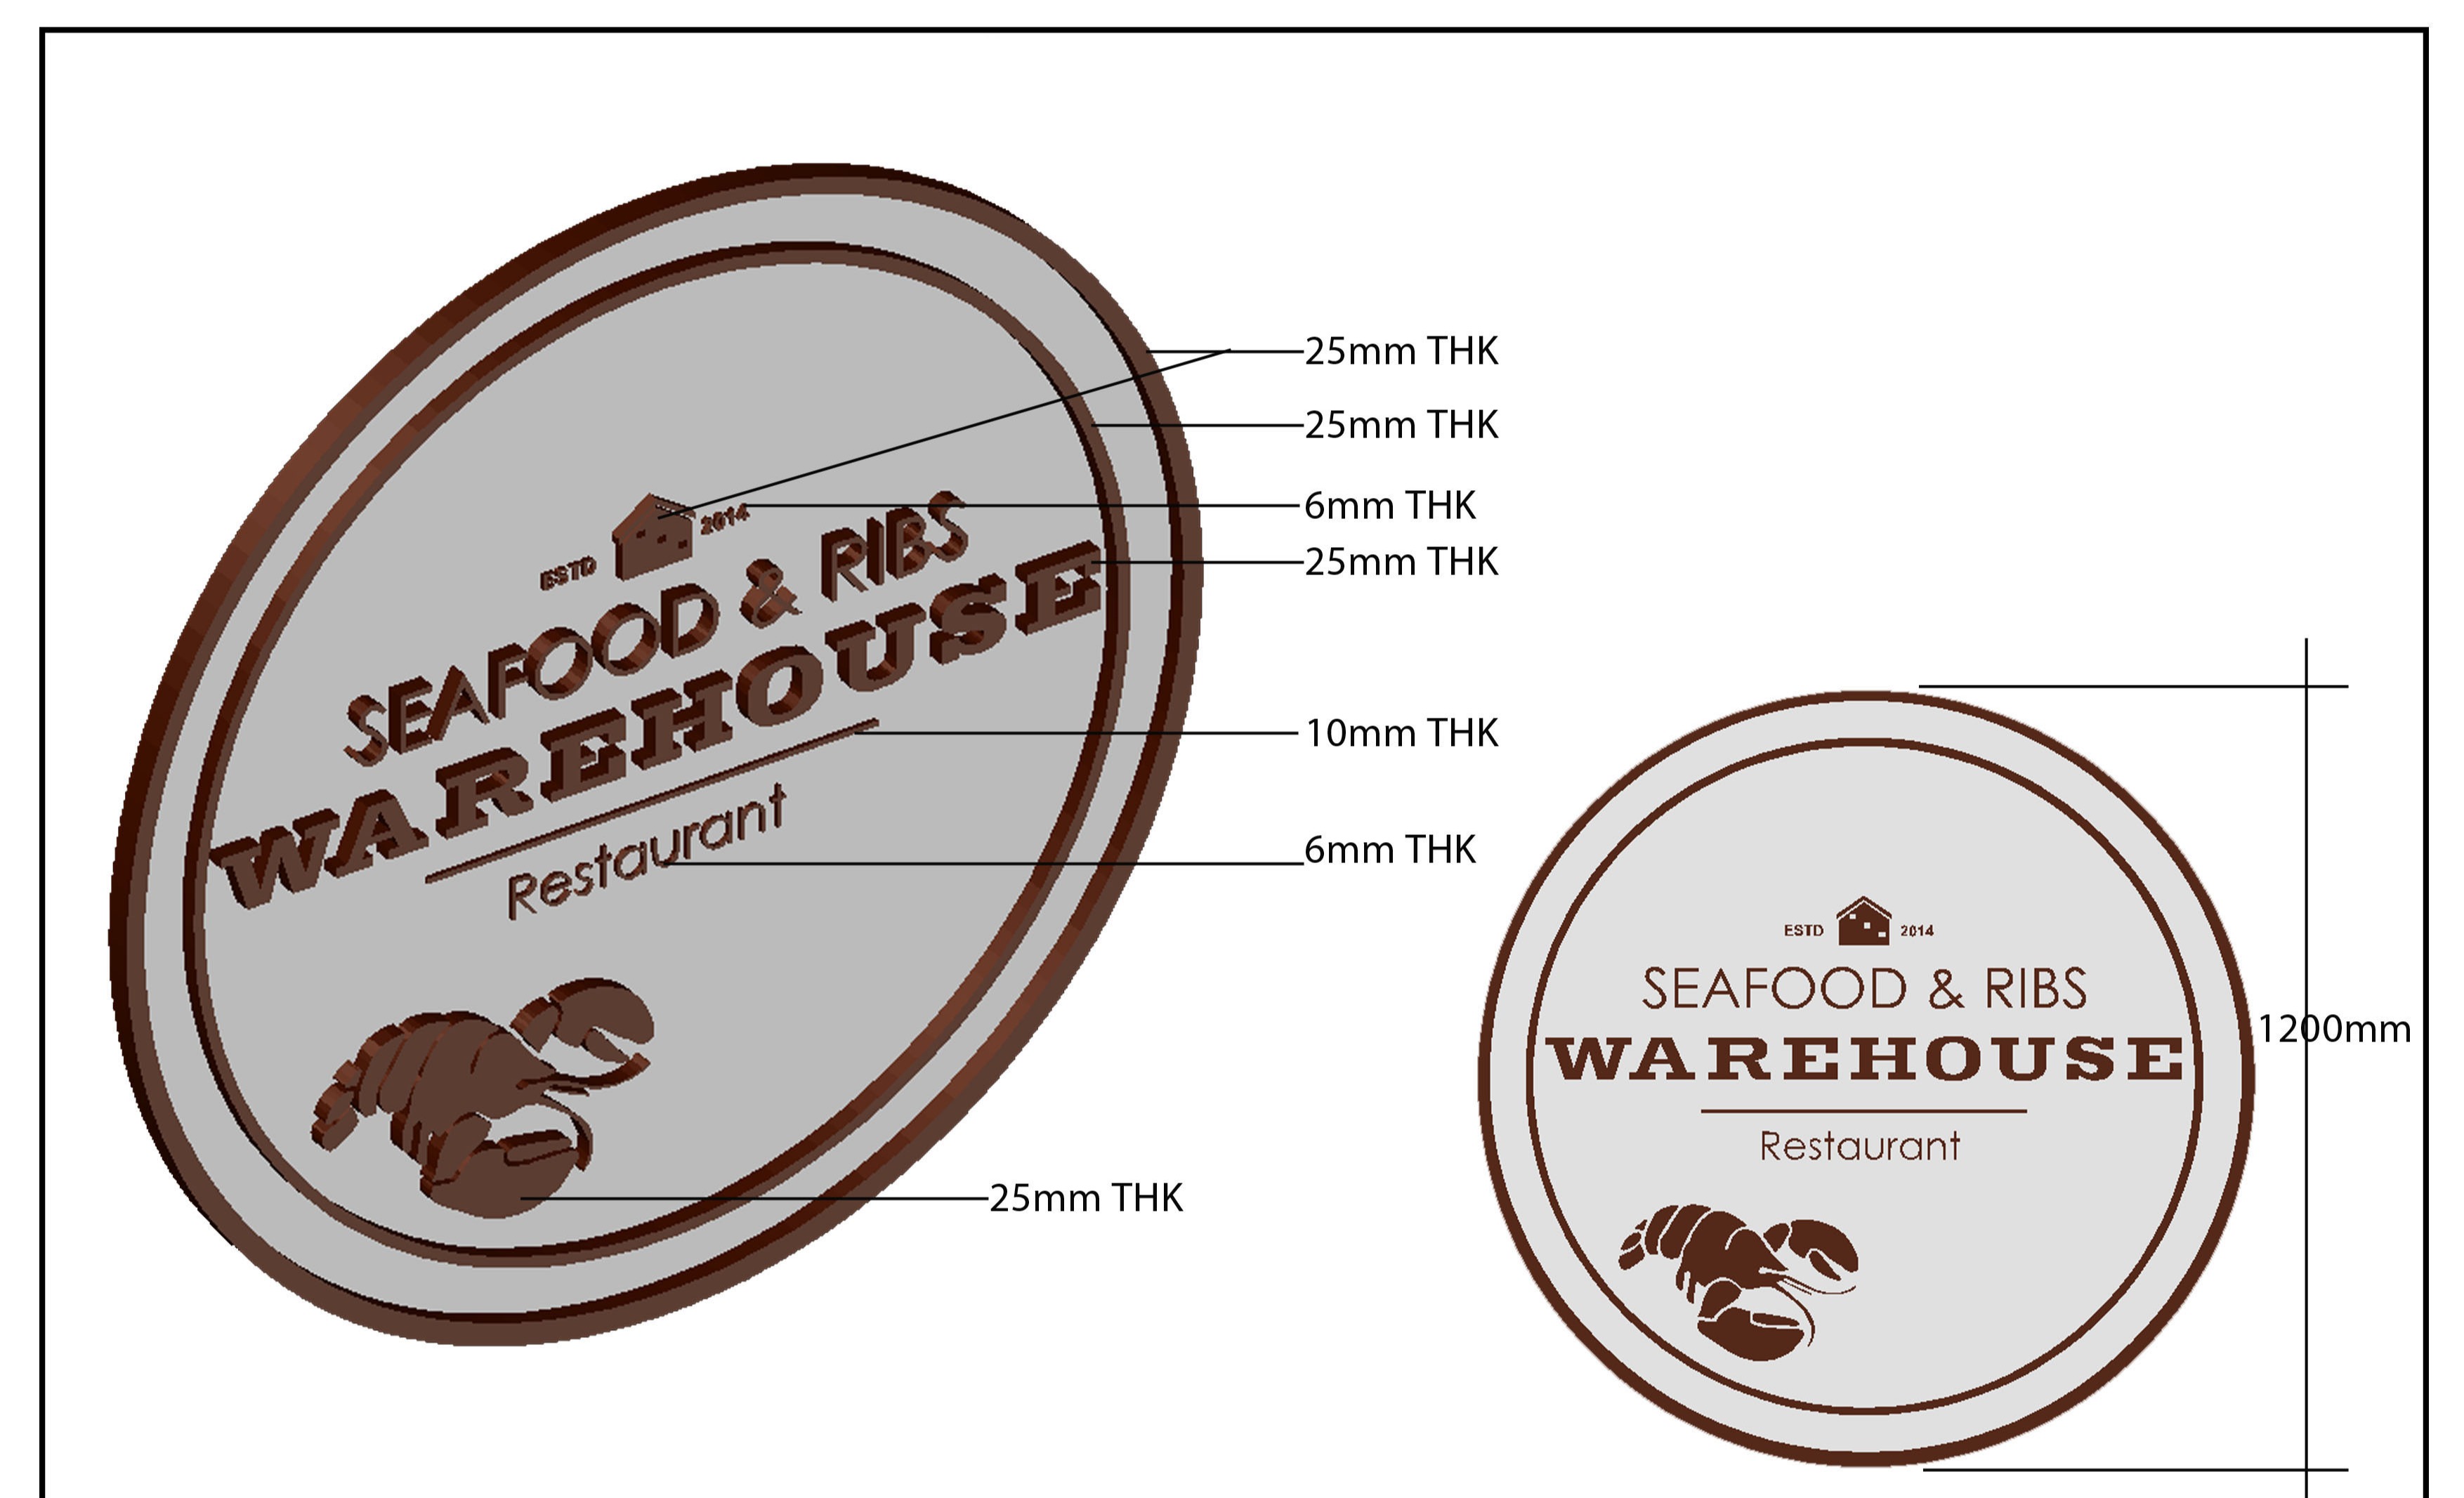 25mm THK
25mm THK
6mm THK
25mm THK
10mm THK
6mm THK
25mm THK
ESTD 2014
SEAFOOD & RIBS
WAREHOUSE
Restaurant
ESTD 2014
SEAFOOD & RIBS
WAREHOUSE
Restaurant
1200mm